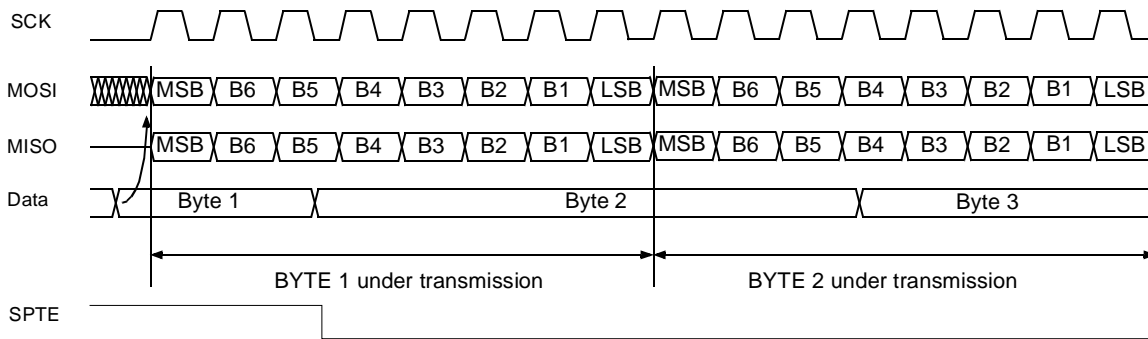 SCK
MOSI MSB B6 B5 B4 B3 B2 B1 LSB MSB B6 B5 B4 B3 B2 B1 LSB
MISO MSB B6 B5 B4 B3 B2 B1 LSB MSB B6 B5 B4 B3 B2 B1 LSB
Data Byte 1 Byte 2 Byte 3
BYTE 1 under transmission BYTE 2 under transmission
SPTE